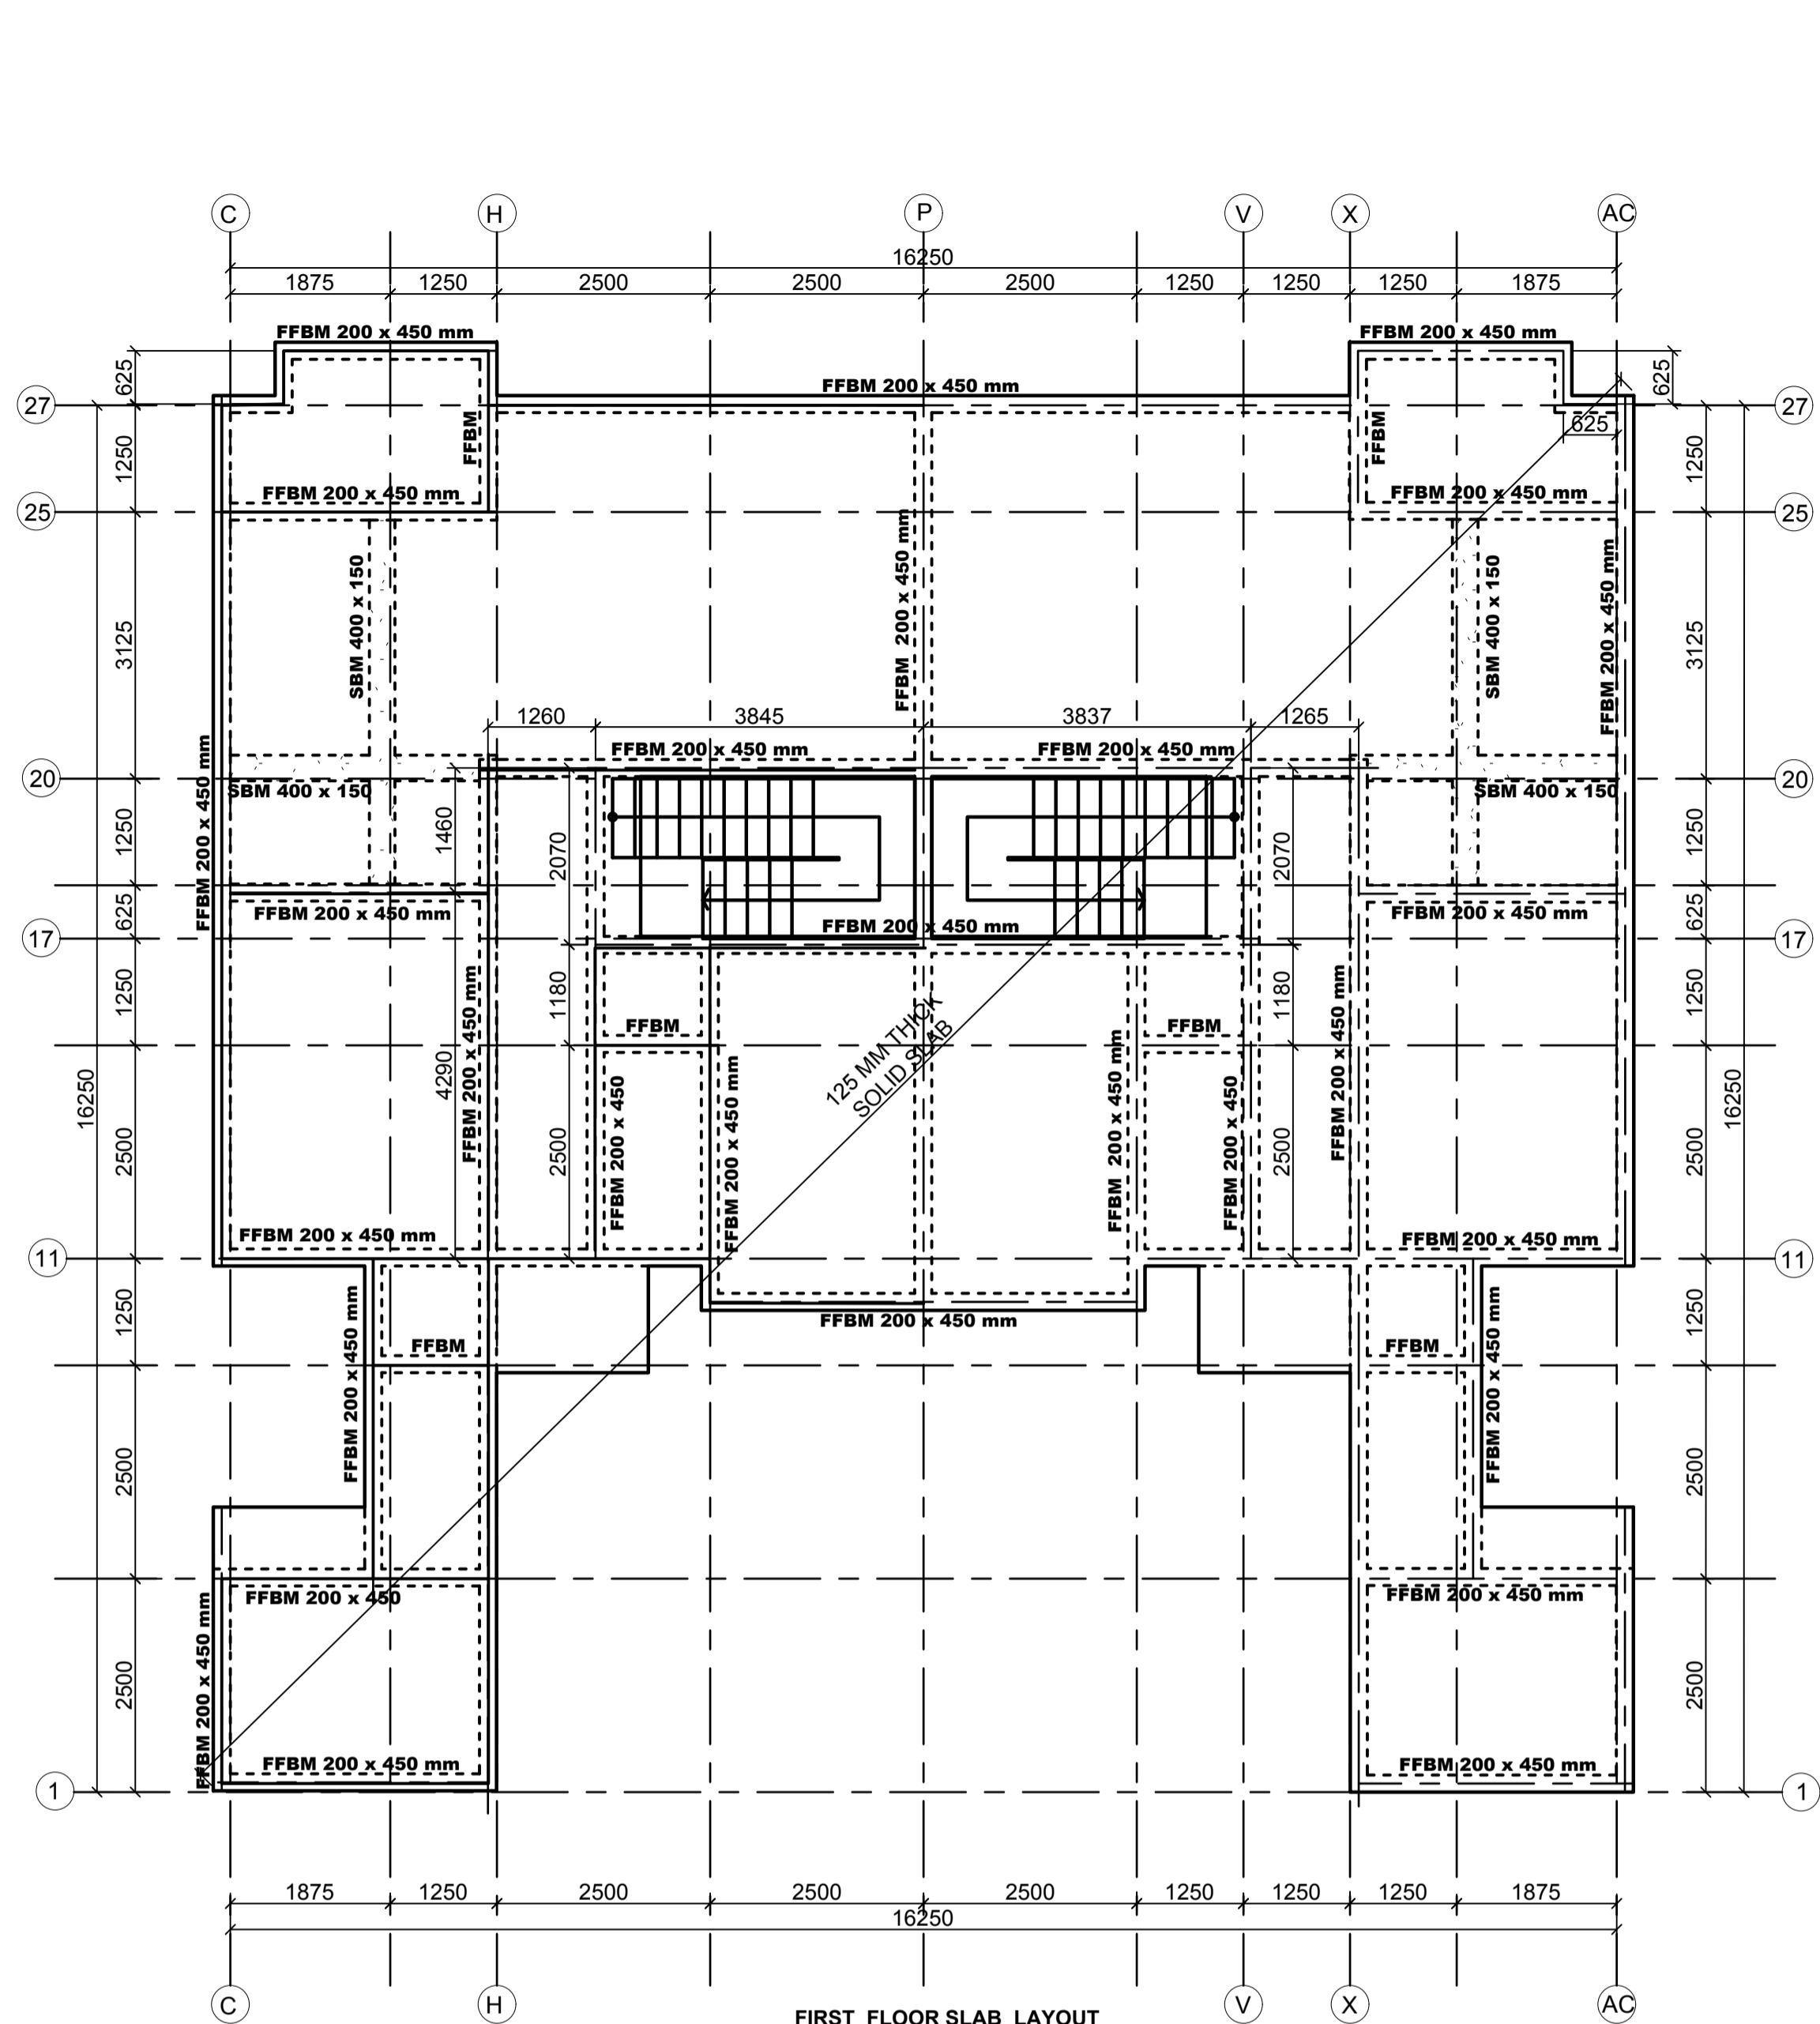 C H P V X AC
16250
1875 1250 2500 2500 2500 1250 1250 1250 1875
FFBM 200 x 450 mm FFBM 200 x 450 mm
625 FFBM 200 x 450 mm 625
27 27
625
1250 FFBM FFBM 1250
FFBM 200 x 450 mm FFBM 200 x 450 mm
25 25
FFBM 200 x 450 mm
3125 SBM 400 x 150 SBM 400 x 150 FFBM 200 x 450 mm 3125
1260 3845 3837 1265
FFBM 200 x 450 mm FFBM 200 x 450 mm
20 20
SBM 400 x 150 SBM 400 x 150
FFBM 200 x 450 mm
1250 1460 2070 2070 1250
625 FFBM 200 x 450 mm FFBM 200 x 450 mm FFBM 200 x 450 mm 625
17 17
1250 1180 1180 1250
FFBM FFBM
125 MM THICK
SOLID SLAB
16250 4290 FFBM 200 x 450 mm FFBM 200 x 450 mm 16250
2500 2500 FFBM 200 x 450 FFBM 200 x 450 mm FFBM 200 x 450 mm FFBM 200 x 450 2500 2500
FFBM 200 x 450 mm FFBM 200 x 450 mm
11 11
1250 FFBM 200 x 450 mm FFBM 200 x 450 mm 1250
FFBM 200 x 450 mm FFBM FFBM FFBM 200 x 450 mm
2500 2500
FFBM 200 x 450 FFBM 200 x 450 mm
2500 FFBM 200 x 450 mm 2500
FFBM 200 x 450 mm FFBM 200 x 450 mm
1 1
1875 1250 2500 2500 2500 1250 1250 1250 1875
16250
C H V X AC
FIRST FLOOR SLAB LAYOUT